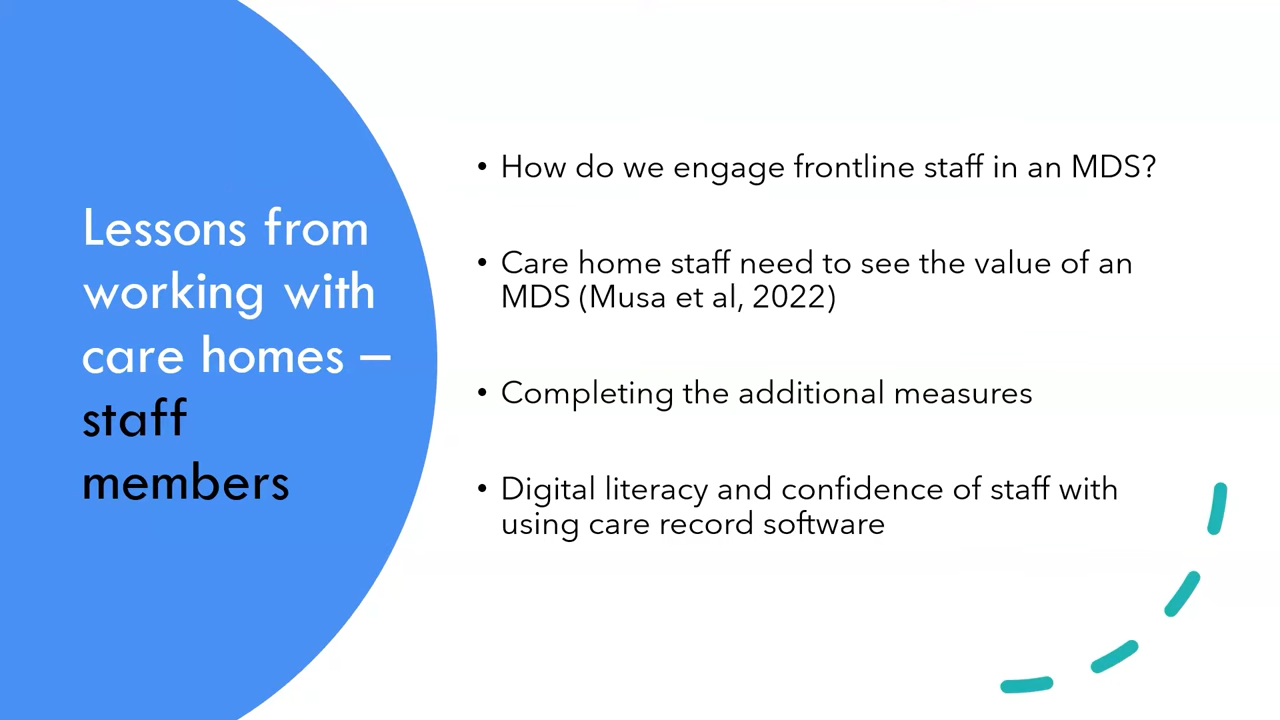 Lessons from
working with
care homes –
staff
members
• How do we engage frontline staff in an MDS?
• Care home staff need to see the value of an
MDS (Musa et al, 2022)
• Completing the additional measures
• Digital literacy and confidence of staff with
using care record software